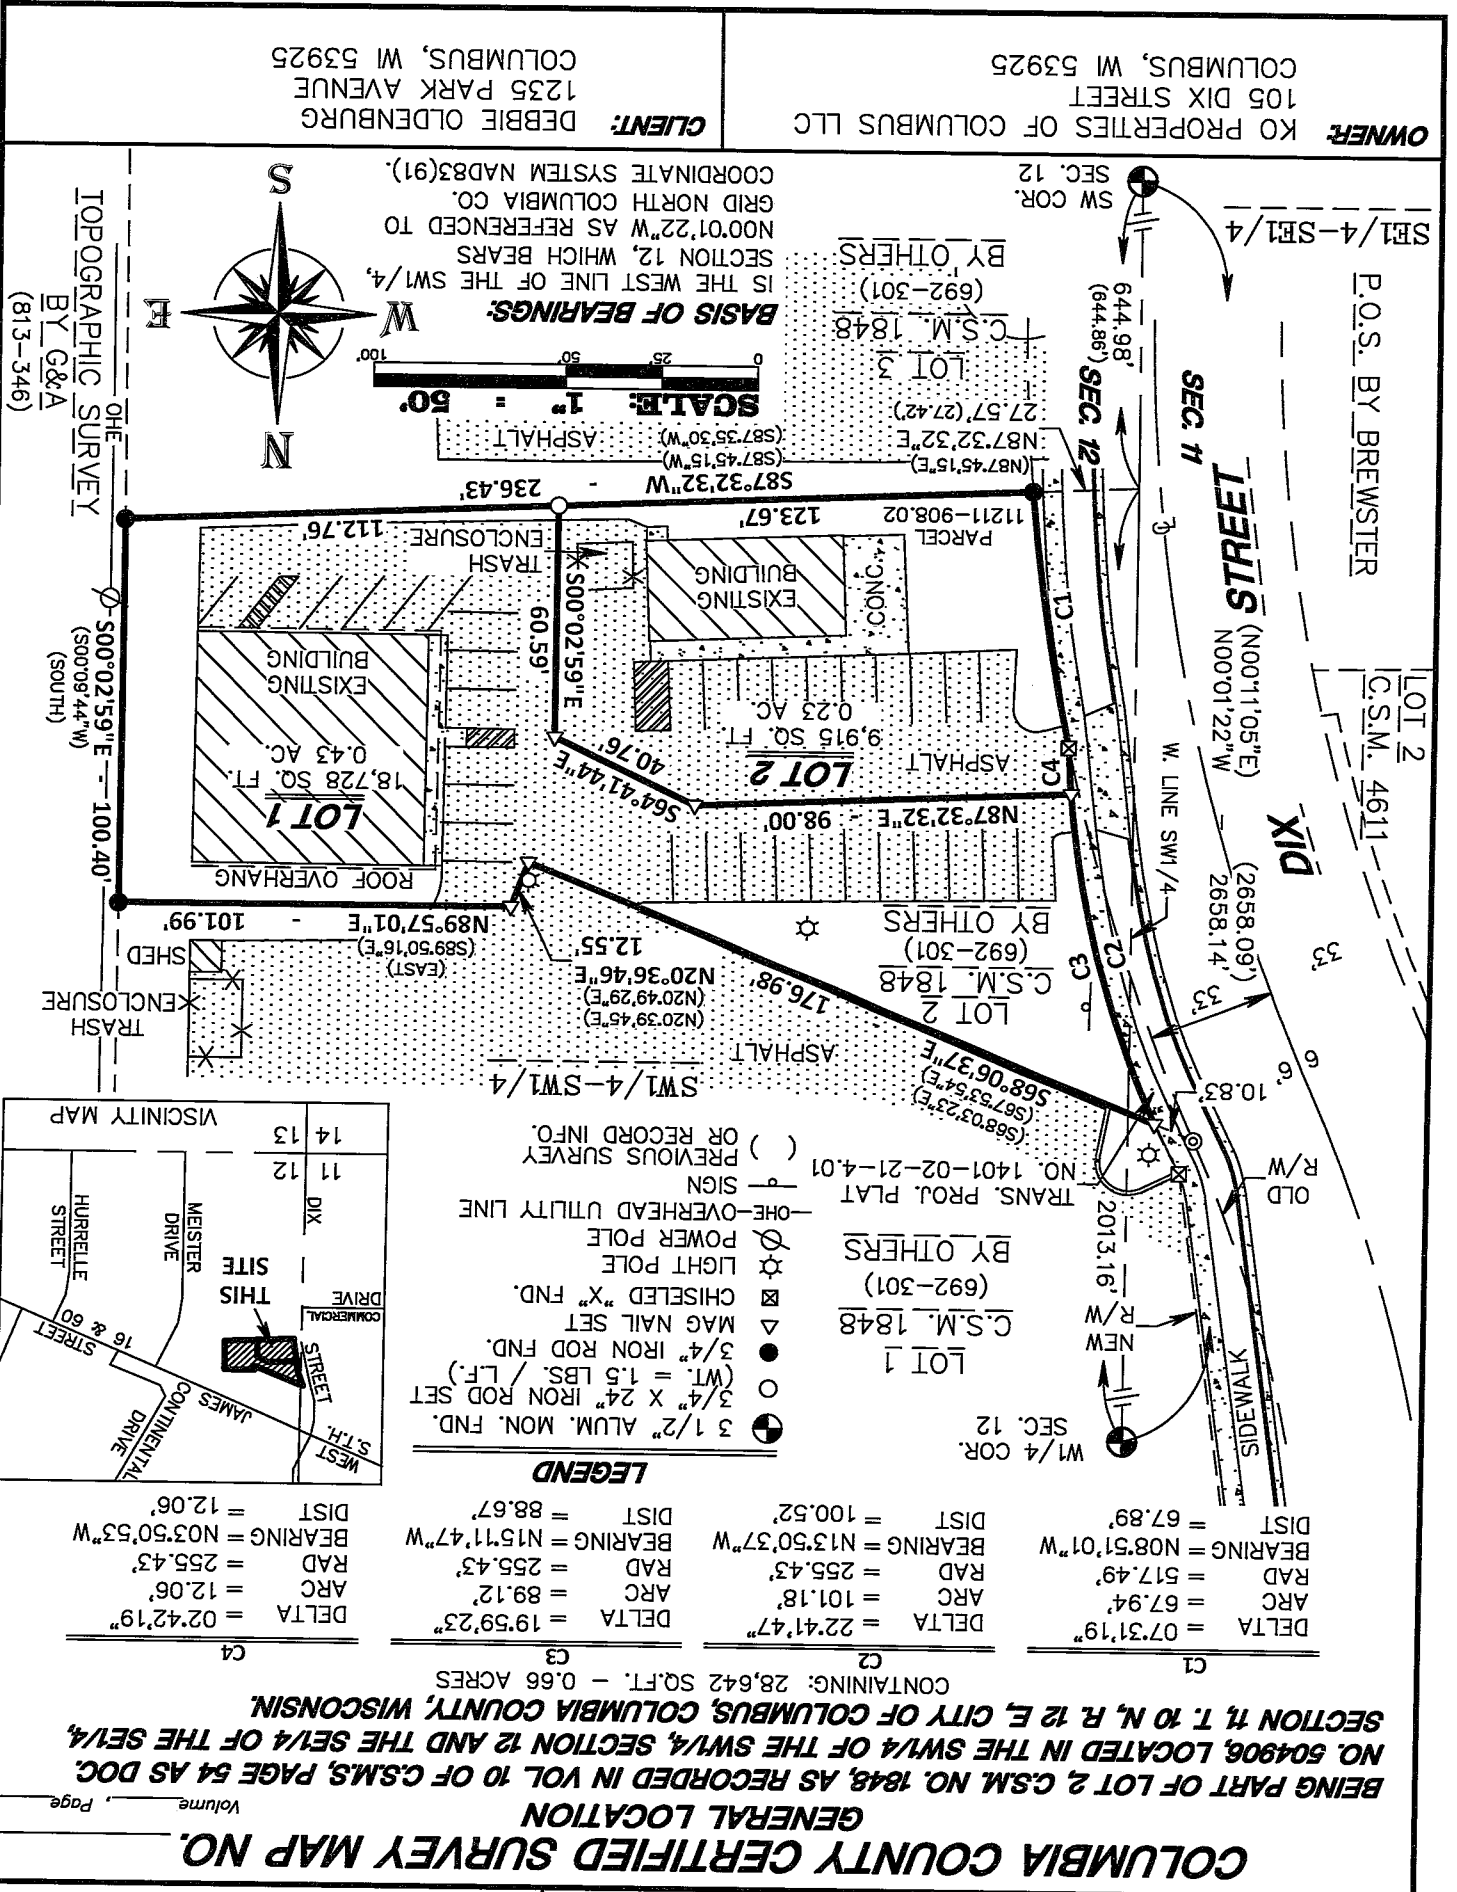 COLUMBIA COUNTY CERTIFIED SURVEY MAP NO.
GENERAL LOCATION
Volume , Page
BEING PART OF LOT 2, C.S.M. NO. 1848, AS RECORDED IN VOL. 10 OF C.S.M.S, PAGE 54 AS DOC.
NO. 504906, LOCATED IN THE SW1/4 OF THE SW1/4, SECTION 12 AND THE SE1/4 OF THE SE1/4,
SECTION 11, T. 10 N, R. 12 E, CITY OF COLUMBUS, COLUMBIA COUNTY, WISCONSIN.
CONTAINING: 28,642 SQ.FT. - 0.66 ACRES
C1
DELTA = 07°31'19"
ARC = 67.94'
RAD = 517.49'
BEARING = N08°51'01"W
DIST = 67.89'
C2
DELTA = 22°41'47"
ARC = 101.18'
RAD = 255.43'
BEARING = N13°50'37"W
DIST = 100.52'
C3
DELTA = 19°59'23"
ARC = 89.12'
RAD = 255.43'
BEARING = N15°11'47"W
DIST = 88.67'
C4
DELTA = 02°42'19"
ARC = 12.06'
RAD = 255.43'
BEARING = N03°50'53"W
DIST = 12.06'
LEGEND
3 1/2" ALUM. MON. FND.
3/4" X 24" IRON ROD SET
(WT. = 1.5 LBS. / L.F.)
3/4" IRON ROD FND.
MAG NAIL SET
CHISELED "X" FND.
LIGHT POLE
POWER POLE
—OHE—OVERHEAD UTILITY LINE
SIGN
( ) PREVIOUS SURVEY
OR RECORD INFO.
W1/4 COR.
SEC. 12
SIDEWALK
NEW
R/W
2013.16'
LOT 1
C.S.M. 1848
(692-301)
BY OTHERS
TRANS. PROJ. PLAT
NO. 1401-02-21-4.01
OLD
R/W
10.83'
WEST
S.T.H.
JAMES
16 & 60
STREET
CONTINENTAL
DRIVE
STREET
THIS
SITE
COMMERCIAL
DRIVE
DIX
MEISTER
DRIVE
HURRELLE
STREET
11 12
14 13
VISCINITY MAP
6 6'
33'
33'
(S68°03'23"E)
(S67°53'54"E)
S68°06'37"E
- 176.98'
ASPHALT
SW1/4-SW1/4
(N20°39'45"E)
(N20°49'29"E)
N20°36'46"E
12.55'
TRASH
ENCLOSURE
SHED
(EAST)
(S89°50'16"E)
N89°57'01"E - 101.99'
LOT 2
C.S.M. 1848
(692-301)
BY OTHERS
C2
C3
DIX
STREET
(2658.09')
2658.14'
N00°01'22"W
(N00°11'05"E)
W. LINE SW1/4
LOT 2
C.S.M. 4611
N87°32'32"E - 98.00'
C4
ASPHALT
LOT 2
9,915 SQ. FT.
0.23 AC.
S64°41'44"E
40.76'
ROOF OVERHANG
LOT 1
18,728 SQ. FT.
0.43 AC.
EXISTING
BUILDING
S00°02'59"E -- 100.40'
(S00°09'44"W)
(SOUTH)
S00°02'59"E
60.59'
C1
CONC.
EXISTING
BUILDING
TRASH
ENCLOSURE
PARCEL
11211-908.02
123.67'
112.76'
S87°32'32"W - 236.43'
(S87°45'15"W)
(S87°35'30"W)
ASPHALT
(N87°45'15"E)
N87°32'32"E
27.57'(27.42')
SEC. 11
SEC. 12
644.98'
(644.86')
P.O.S. BY BREWSTER
SE1/4-SE1/4
LOT 3
C.S.M. 1848
(692-301)
BY OTHERS
SCALE: 1" = 50'
0 25' 50' 100'
BASIS OF BEARINGS:
IS THE WEST LINE OF THE SW1/4,
SECTION 12, WHICH BEARS
N00°01'22"W AS REFERENCED TO
GRID NORTH COLUMBIA CO.
COORDINATE SYSTEM NAD83(91).
N
W
E
S
OHE
TOPOGRAPHIC SURVEY
BY G&A
(813-346)
SW COR.
SEC. 12
OWNER: KO PROPERTIES OF COLUMBUS LLC
105 DIX STREET
COLUMBUS, WI 53925
CLIENT: DEBBIE OLDENBURG
1235 PARK AVENUE
COLUMBUS, WI 53925